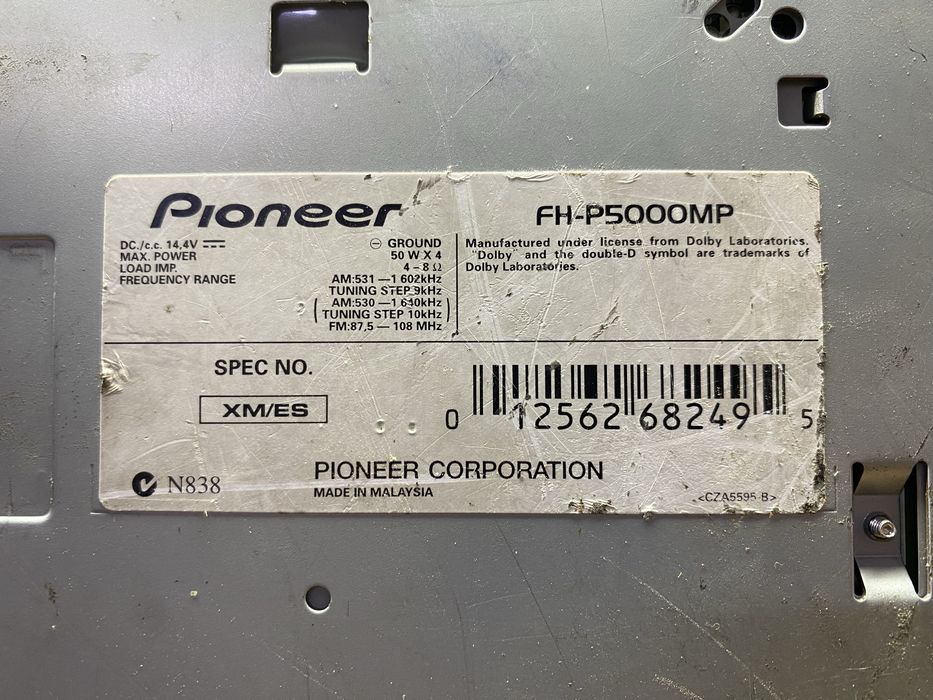 Pioneer
FH-P5000MP
DC./c.c. 14,4V ⎓ ⊖ GROUND
MAX. POWER 50 W X 4
LOAD IMP. 4 – 8 Ω
FREQUENCY RANGE AM:531 — 1 602kHz
TUNING STEP 9kHz
(AM:530 — 1 640kHz
TUNING STEP 10kHz)
FM:87,5 — 108 MHz
Manufactured under license from Dolby Laboratories.
"Dolby" and the double-D symbol are trademarks of
Dolby Laboratories.
SPEC NO.
XM/ES
0 12562 68249 5
N838
PIONEER CORPORATION
MADE IN MALAYSIA
<CZA5595-B>